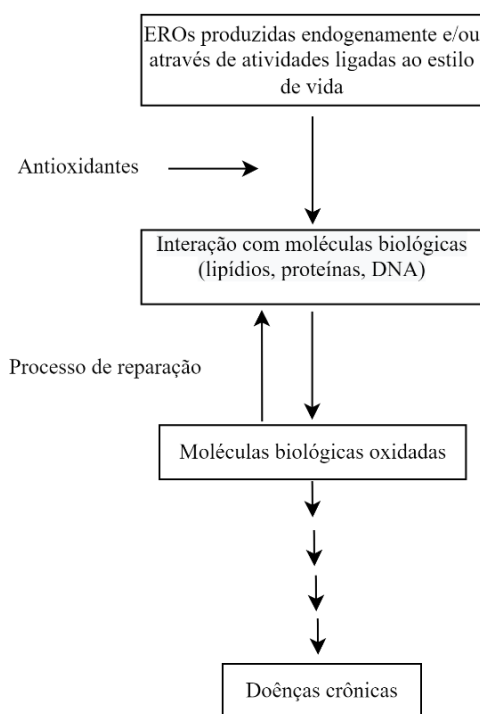 EROs produzidas endogenamente e/ou
através de atividades ligadas ao estilo
de vida
Antioxidantes
Interação com moléculas biológicas
(lipídios, proteínas, DNA)
Processo de reparação
Moléculas biológicas oxidadas
Doênças crônicas